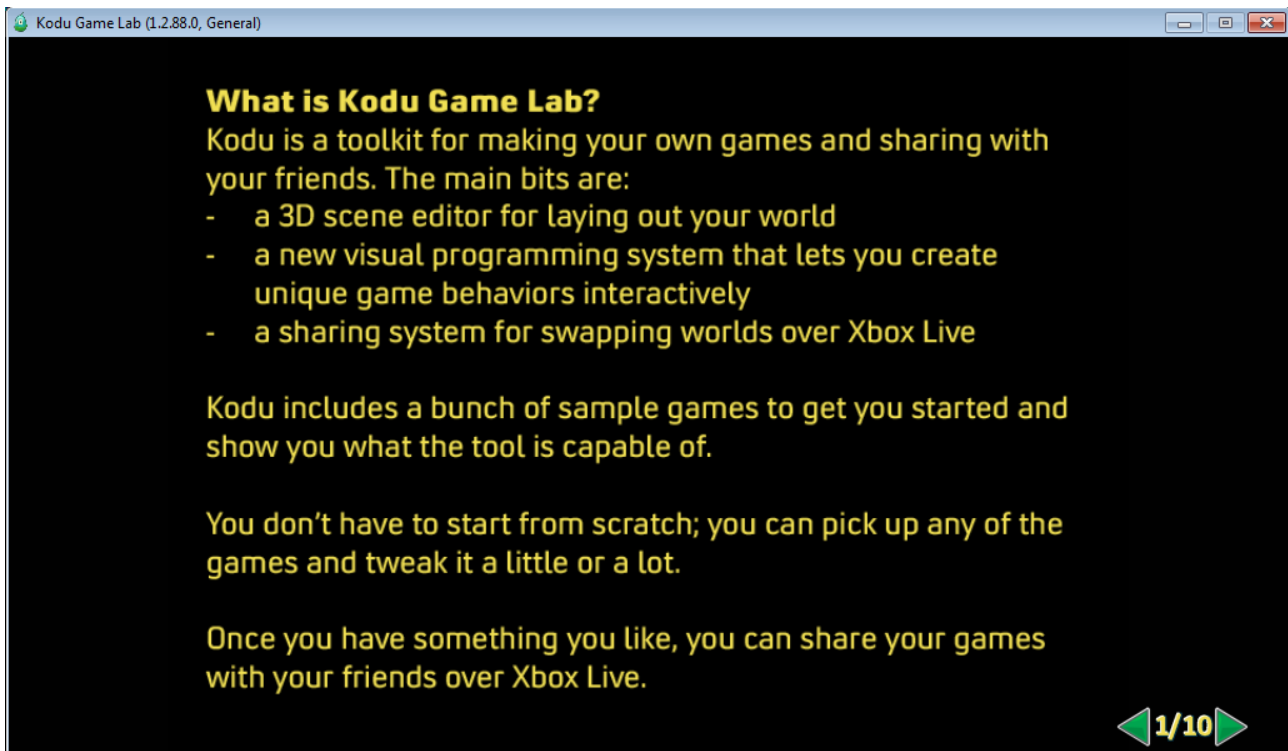 Kodu Game Lab (1.2.88.0, General)
What is Kodu Game Lab?
Kodu is a toolkit for making your own games and sharing with
your friends. The main bits are:
- a 3D scene editor for laying out your world
- a new visual programming system that lets you create
unique game behaviors interactively
- a sharing system for swapping worlds over Xbox Live
Kodu includes a bunch of sample games to get you started and
show you what the tool is capable of.
You don't have to start from scratch; you can pick up any of the
games and tweak it a little or a lot.
Once you have something you like, you can share your games
with your friends over Xbox Live.
1/10